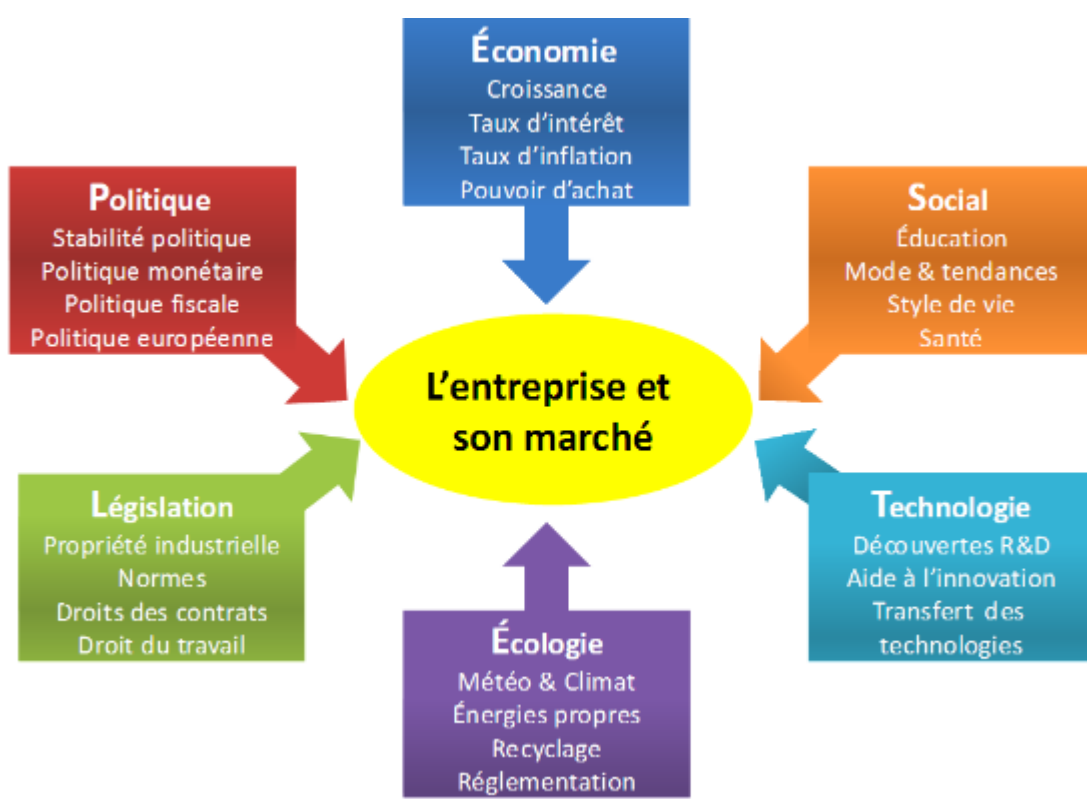 Économie
Croissance
Taux d'intérêt
Taux d'inflation
Pouvoir d'achat
Politique
Stabilité politique
Politique monétaire
Politique fiscale
Politique européenne
Social
Éducation
Mode & tendances
Style de vie
Santé
L'entreprise et
son marché
Législation
Propriété industrielle
Normes
Droits des contrats
Droit du travail
Technologie
Découvertes R&D
Aide à l'innovation
Transfert des
technologies
Écologie
Météo & Climat
Énergies propres
Recyclage
Réglementation